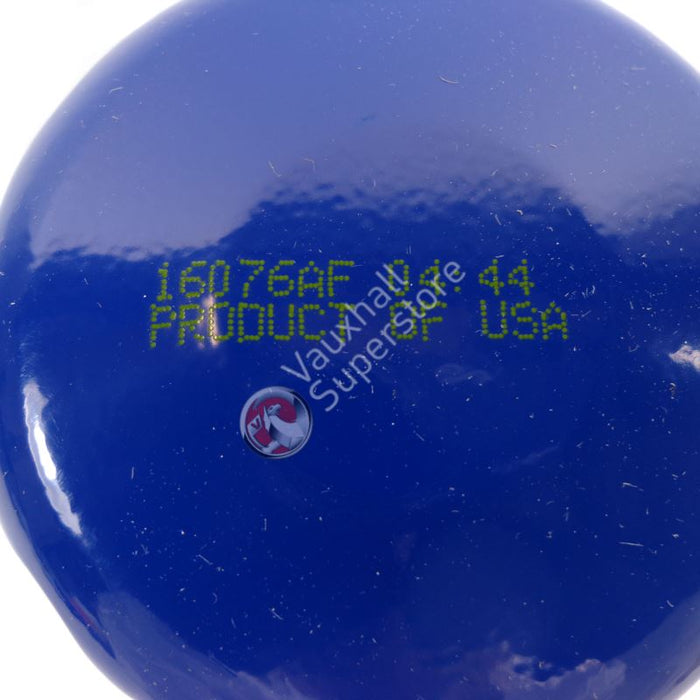 16076AF 04:44
PRODUCT OF USA
Vauxhall
Superstore